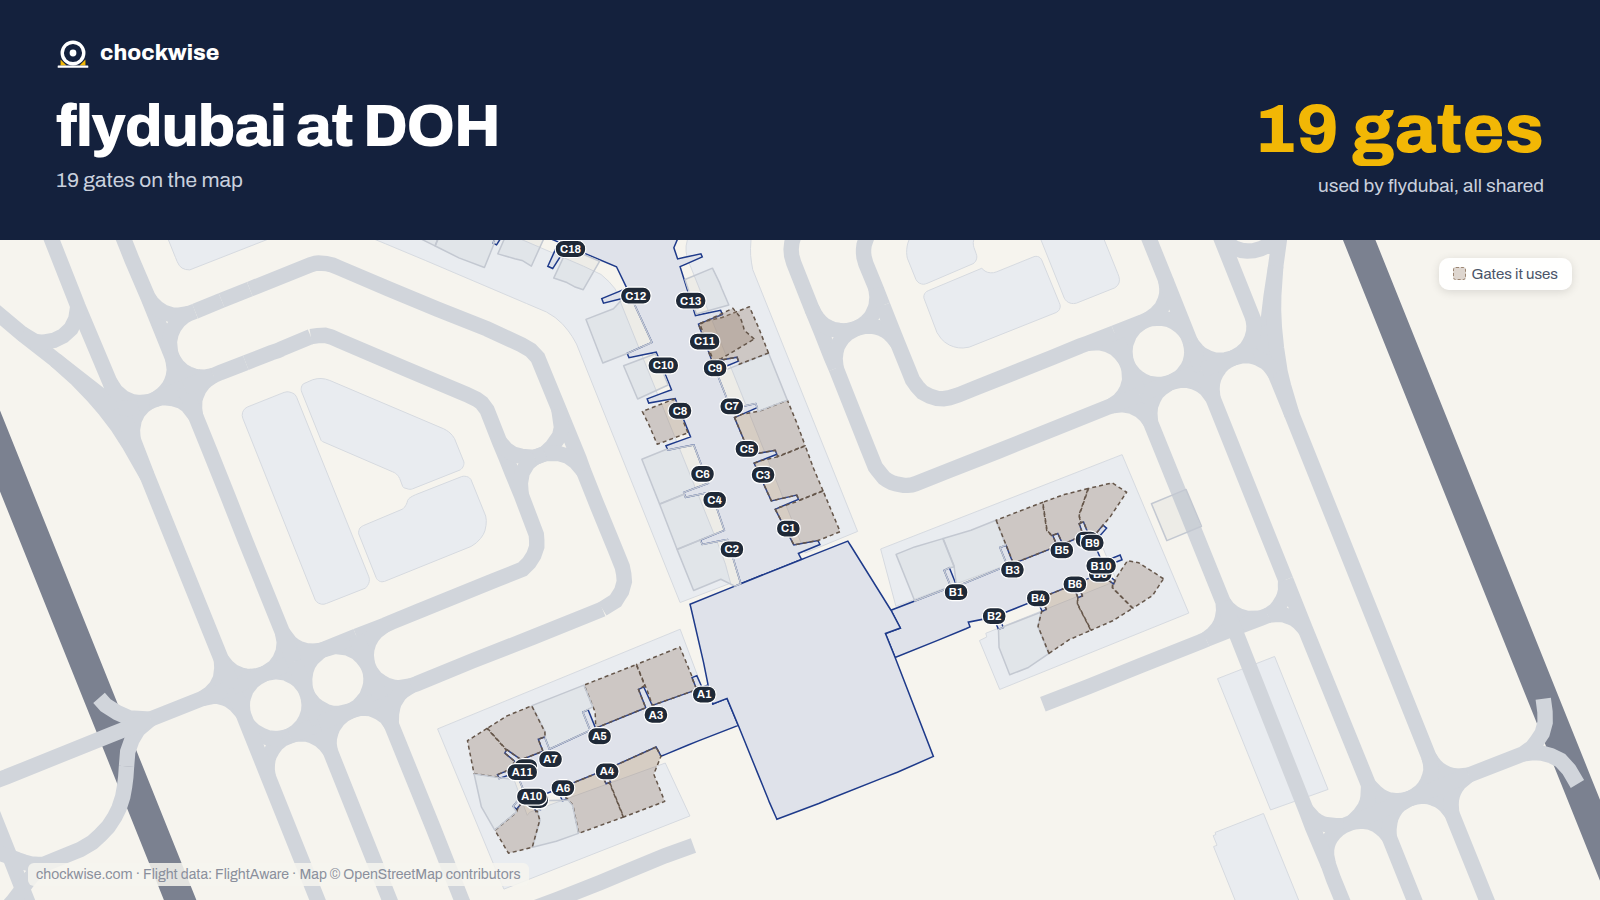 chockwise
flydubai at DOH
19 gates on the map
19 gates
used by flydubai, all shared
Gates it uses
C18
C12
C13
C11
C10
C9
C8
C7
C5
C6
C3
C4
C1
C2
B5
B9
B10
B3
B6
B1
B4
B2
A1
A3
A5
A7
A11
A4
A6
A10
chockwise.com · Flight data: FlightAware · Map © OpenStreetMap contributors